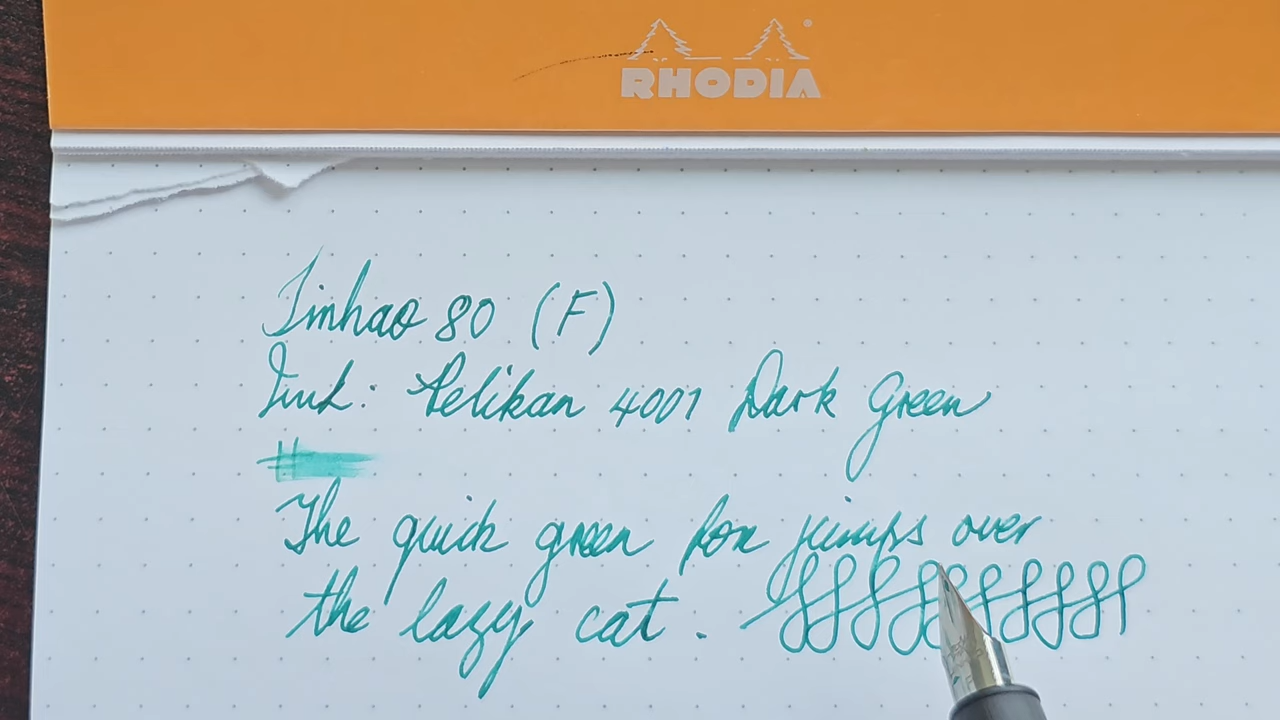 RHODIA
Jinhao 80 (F)
Ink: Pelikan 4001 Dark Green
The quick green fox jumps over
the lazy cat.